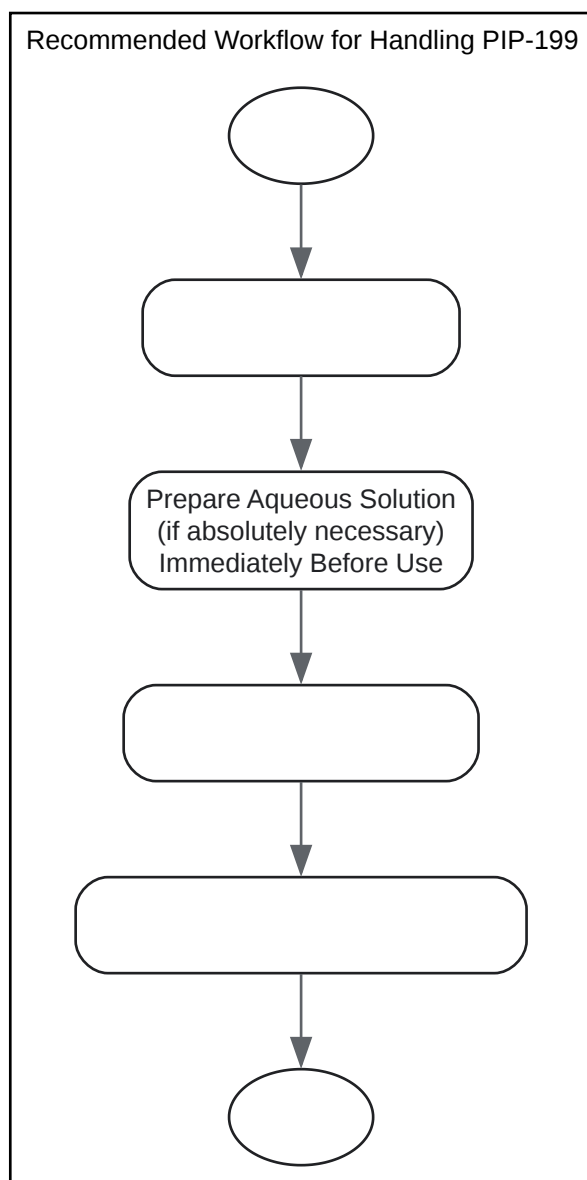 Recommended Workflow for Handling PIP-199
Prepare Aqueous Solution
(if absolutely necessary)
Immediately Before Use